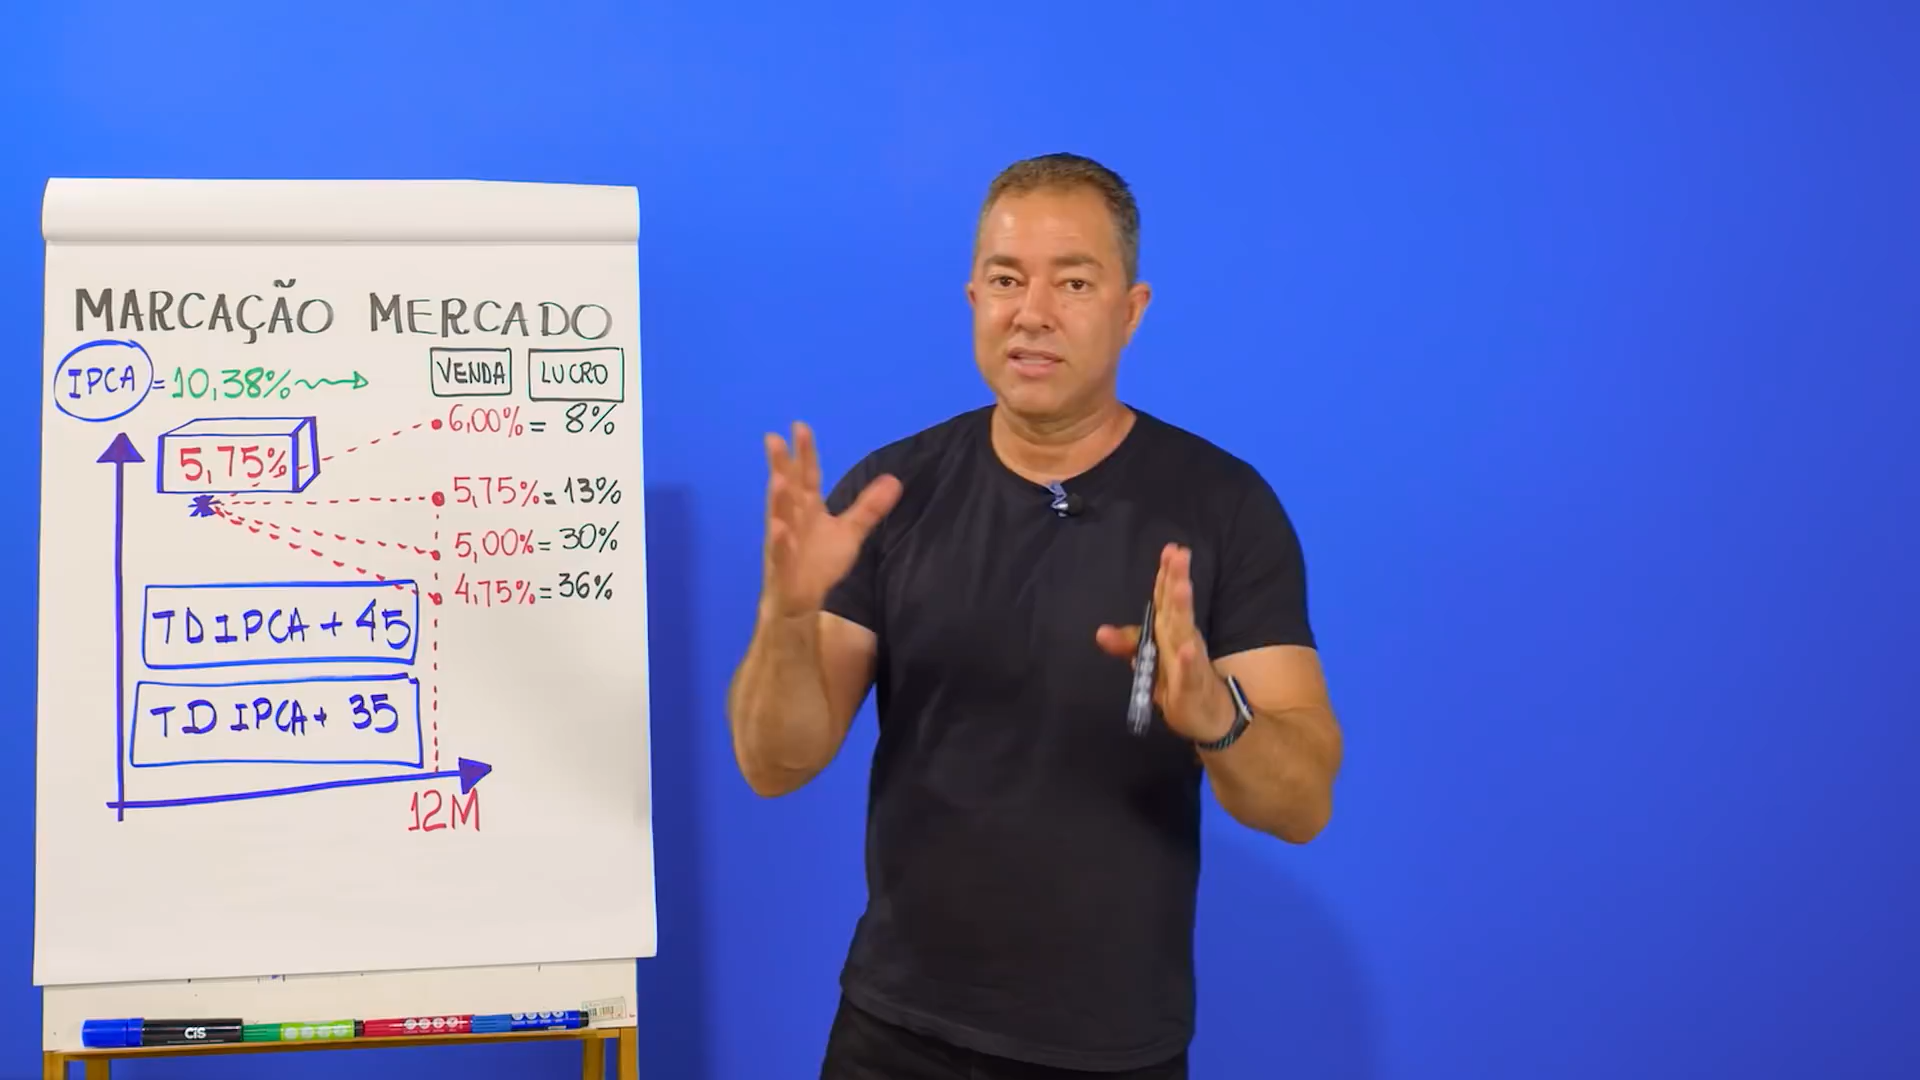 MARCAÇÃO MERCADO
IPCA = 10,38%
VENDA LUCRO
6,00% = 8%
5,75%
5,75% = 13%
5,00% = 30%
4,75% = 36%
TD IPCA + 45
TD IPCA + 35
12M
CiS